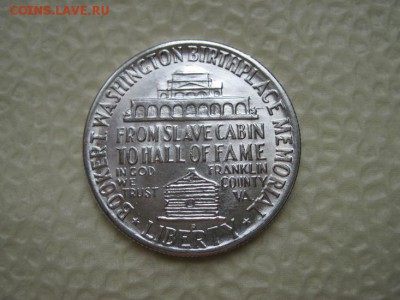 COINS.LAVE.RU
BOOKER T. WASHINGTON BIRTHPLACE MEMORIAL
FROM SLAVE CABIN
TO HALL OF FAME
IN GOD FRANKLIN
WE COUNTY
TRUST VA.
LIBERTY